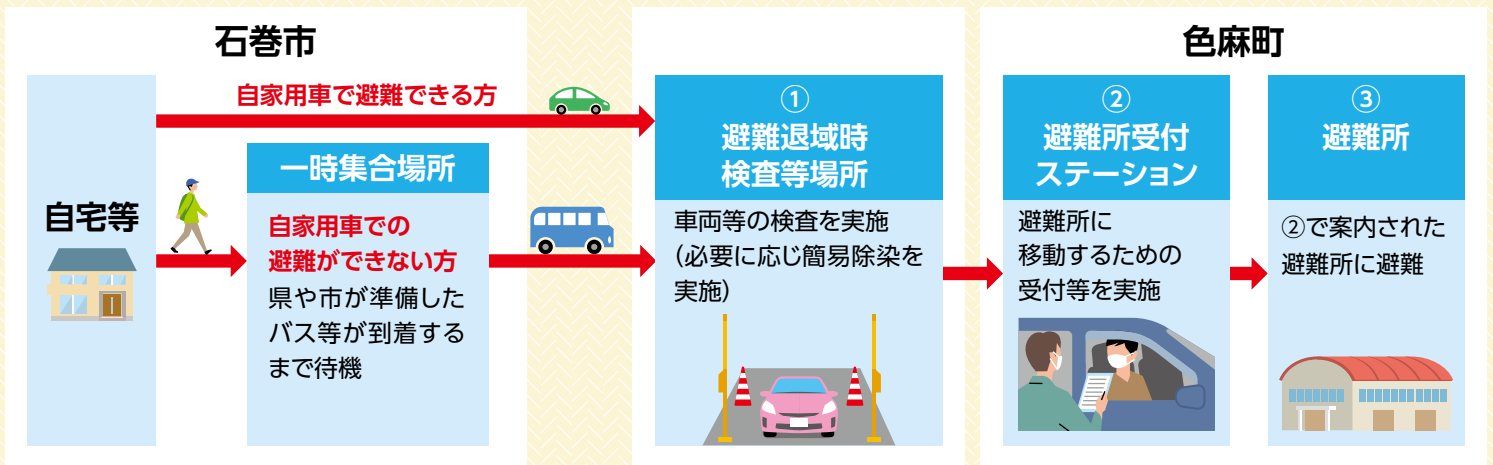 石巻市
自宅等
自家用車で避難できる方
一時集合場所
自家用車での
避難ができない方
県や市が準備した
バス等が到着する
まで待機
①
避難退域時
検査等場所
車両等の検査を実施
(必要に応じ簡易除染を
実施)
色麻町
②
避難所受付
ステーション
避難所に
移動するための
受付等を実施
③
避難所
②で案内された
避難所に避難